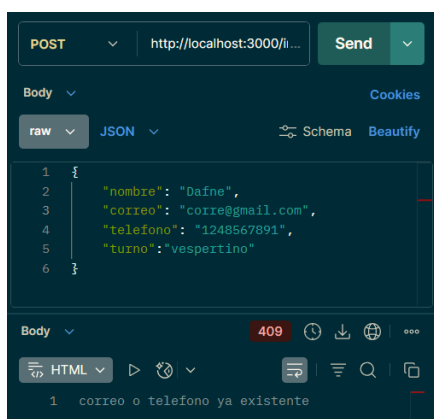 POST http://localhost:3000/i... Send
Body Cookies
raw JSON Schema Beautify
1 {
2 "nombre": "Dafne",
3 "correo": "corre@gmail.com",
4 "telefono": "1248567891",
5 "turno":"vespertino"
6 }
Body 409
HTML
1 correo o telefono ya existente